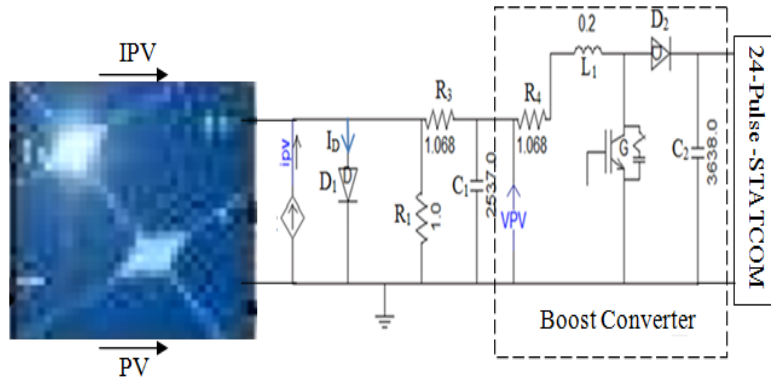 IPV
ipv
I_D
D₁
D
R₁
1.0
R₃
1.068
C₁
2537.0
VPV
R₄
1.068
0.2
L₁
D₂
G
C₂
3638.0
24-Pulse -STATCOM
Boost Converter
PV